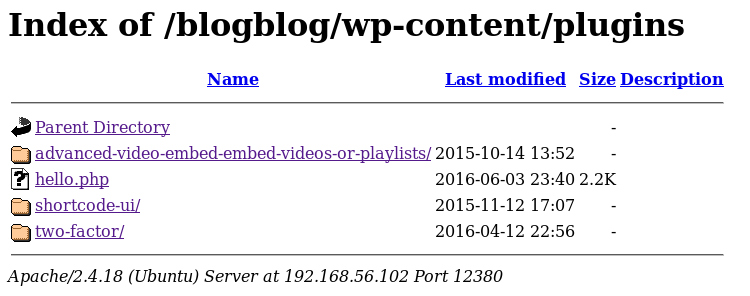 Index of /blogblog/wp-content/plugins
Name Last modified Size Description
Parent Directory -
advanced-video-embed-embed-videos-or-playlists/ 2015-10-14 13:52 -
hello.php 2016-06-03 23:40 2.2K
shortcode-ui/ 2015-11-12 17:07 -
two-factor/ 2016-04-12 22:56 -
Apache/2.4.18 (Ubuntu) Server at 192.168.56.102 Port 12380